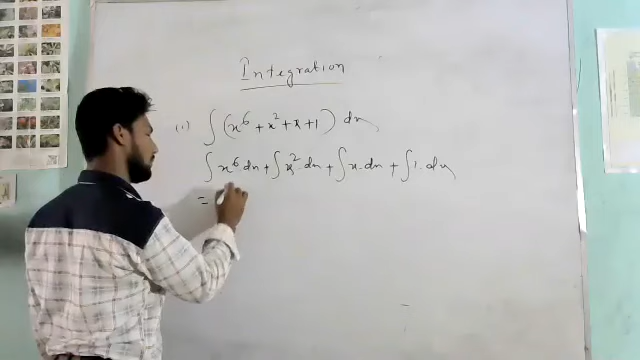 Integration
(1) ∫(x⁶ + x² + x + 1) dx
∫x⁶ dx + ∫x². dx + ∫x. dx + ∫1. dx
=